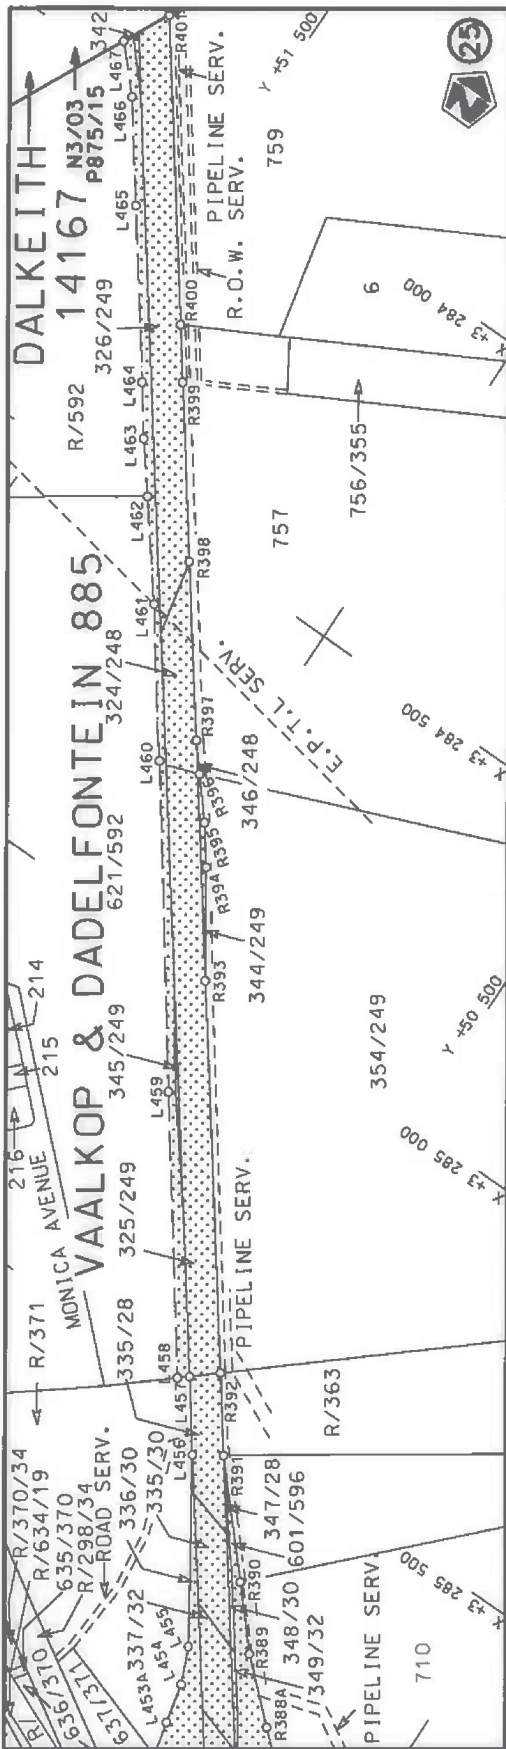 DALKEITH
14167
N3/03
P875/15
342
R401
L467
L466
L465
PIPELINE SERV.
Y +51 500
25
759
R.O.W. SERV.
R/592
326/249
L464
R400
R399
6
X +3 284 000
L463
L462
756/355
757
R398
VAALKOP & DADELFONTEIN 885
324/248
L461
R397
E.P.T.L SERV.
X +3 284 500
621/592
L460
R396
R395
R394
346/248
R393
344/249
214
215
216
345/249
L459
354/249
Y +50 500
X +3 285 000
MONICA AVENUE
325/249
PIPELINE SERV.
R/371
335/28
L458
L457
R392
R/363
R/370/34
R/634/19
635/370
R/298/34
ROAD SERV.
336/30
335/30
L456
R391
347/28
601/596
R390
X +3 285 500
R/
636/370
637/371
337/32
L455
L454
L453A
R389
R388A
348/30
349/32
PIPELINE SERV.
710